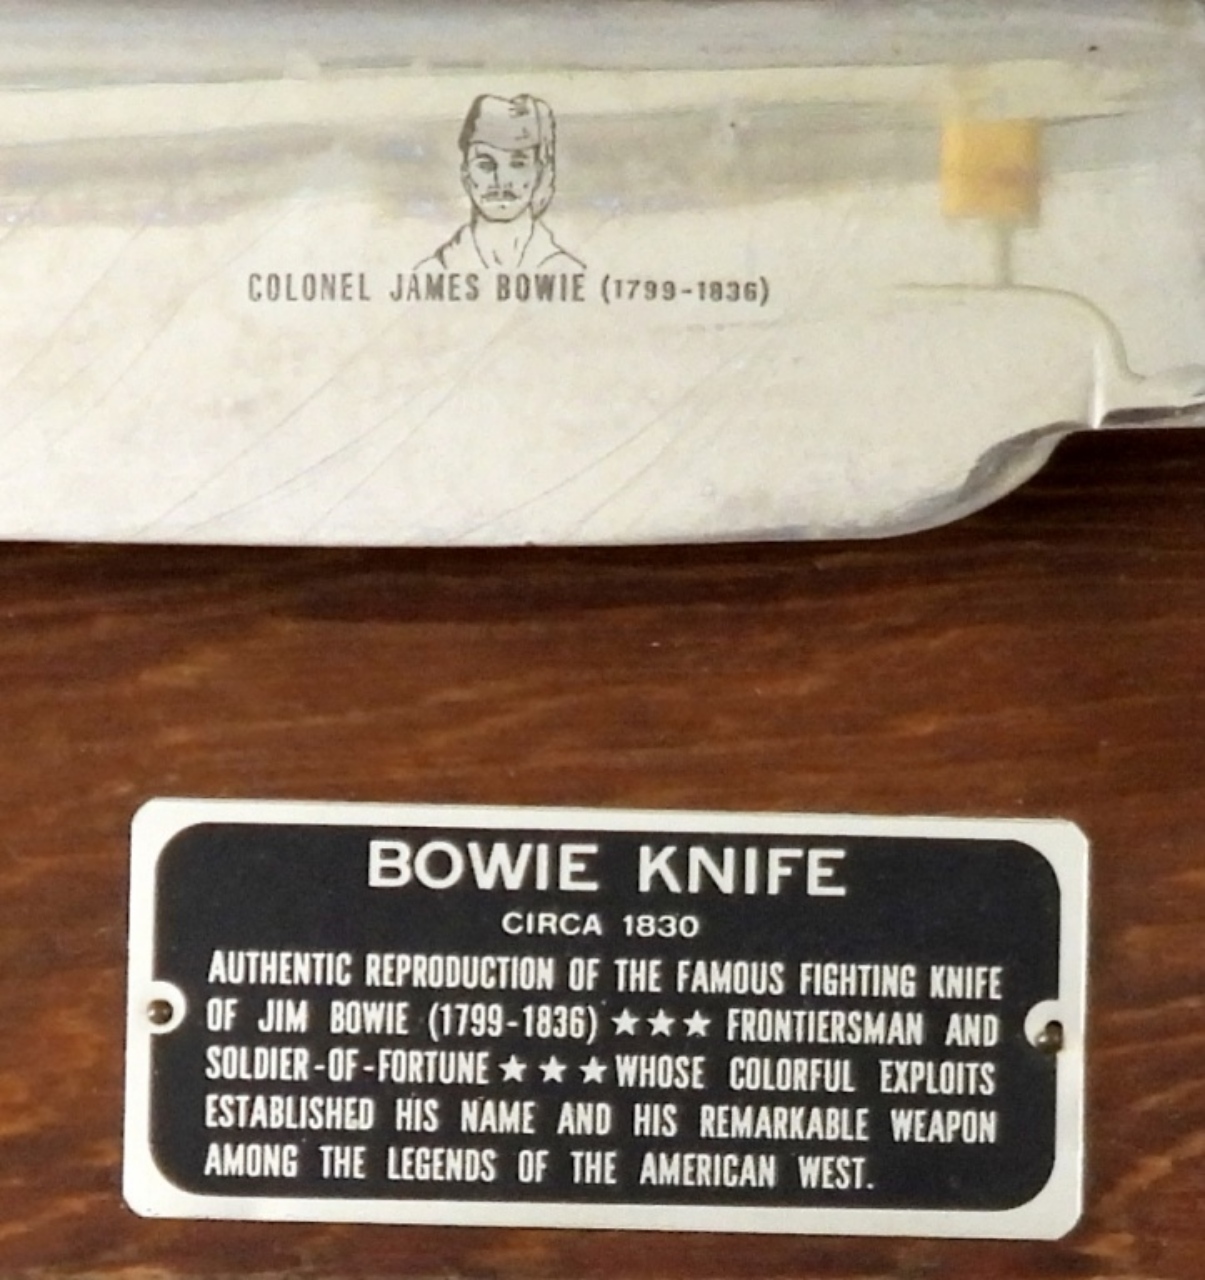 COLONEL JAMES BOWIE (1799-1836)
BOWIE KNIFE
CIRCA 1830
AUTHENTIC REPRODUCTION OF THE FAMOUS FIGHTING KNIFE
OF JIM BOWIE (1799-1836) ★★★ FRONTIERSMAN AND
SOLDIER-OF-FORTUNE ★ ★ ★ WHOSE COLORFUL EXPLOITS
ESTABLISHED HIS NAME AND HIS REMARKABLE WEAPON
AMONG THE LEGENDS OF THE AMERICAN WEST.